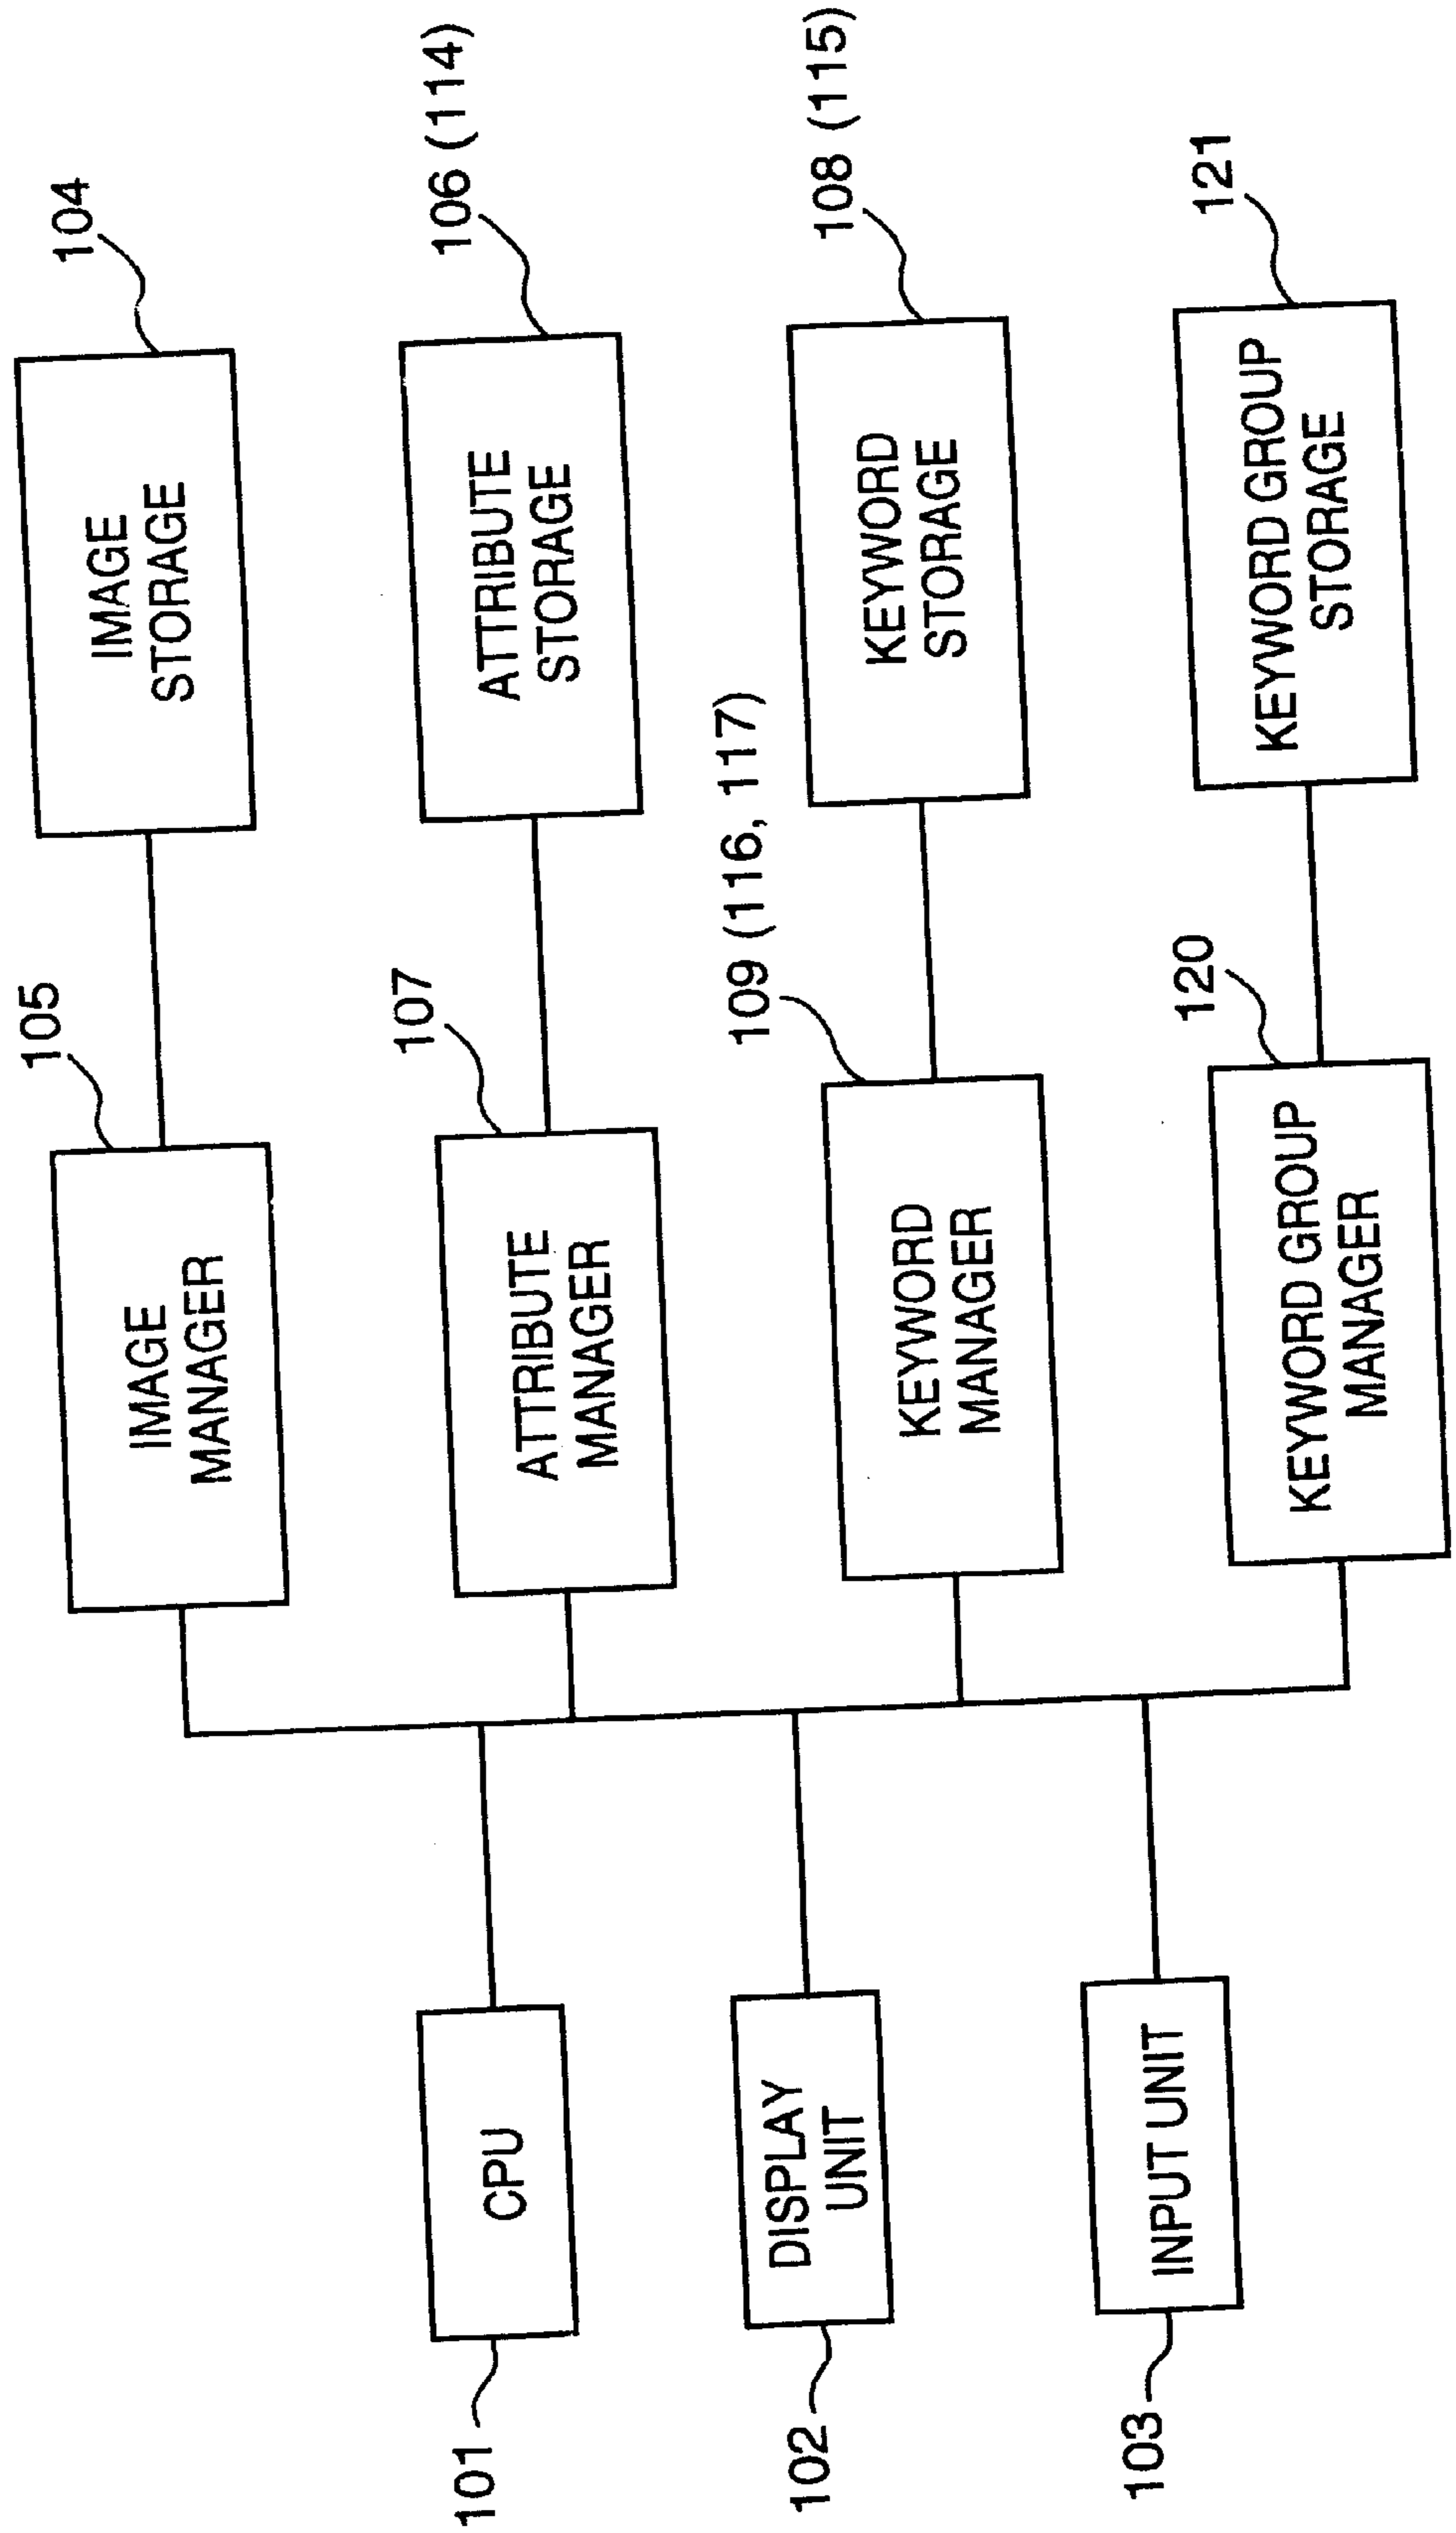 104
IMAGE
STORAGE
105
IMAGE
MANAGER
106 (114)
ATTRIBUTE
STORAGE
107
ATTRIBUTE
MANAGER
101
CPU
108 (115)
KEYWORD
STORAGE
109 (116, 117)
KEYWORD
MANAGER
102
DISPLAY
UNIT
121
KEYWORD GROUP
STORAGE
120
KEYWORD GROUP
MANAGER
103
INPUT UNIT